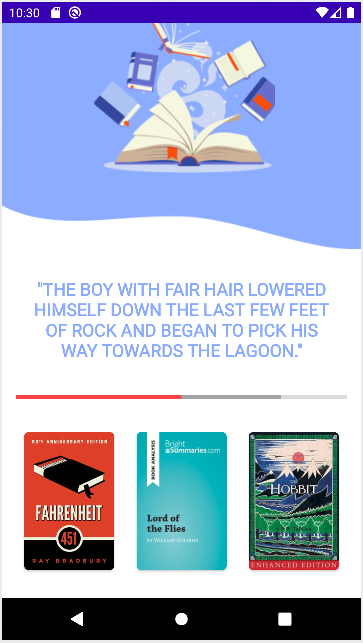 10:30
"THE BOY WITH FAIR HAIR LOWERED
HIMSELF DOWN THE LAST FEW FEET
OF ROCK AND BEGAN TO PICK HIS
WAY TOWARDS THE LAGOON."
60TH ANNIVERSARY EDITION
FAHRENHEIT
451
RAY BRADBURY
BOOK ANALYSIS
Bright
Summaries.com
Lord of
the Flies
BY WILLIAM GOLDING
THE
HOBBIT
ENHANCED EDITION